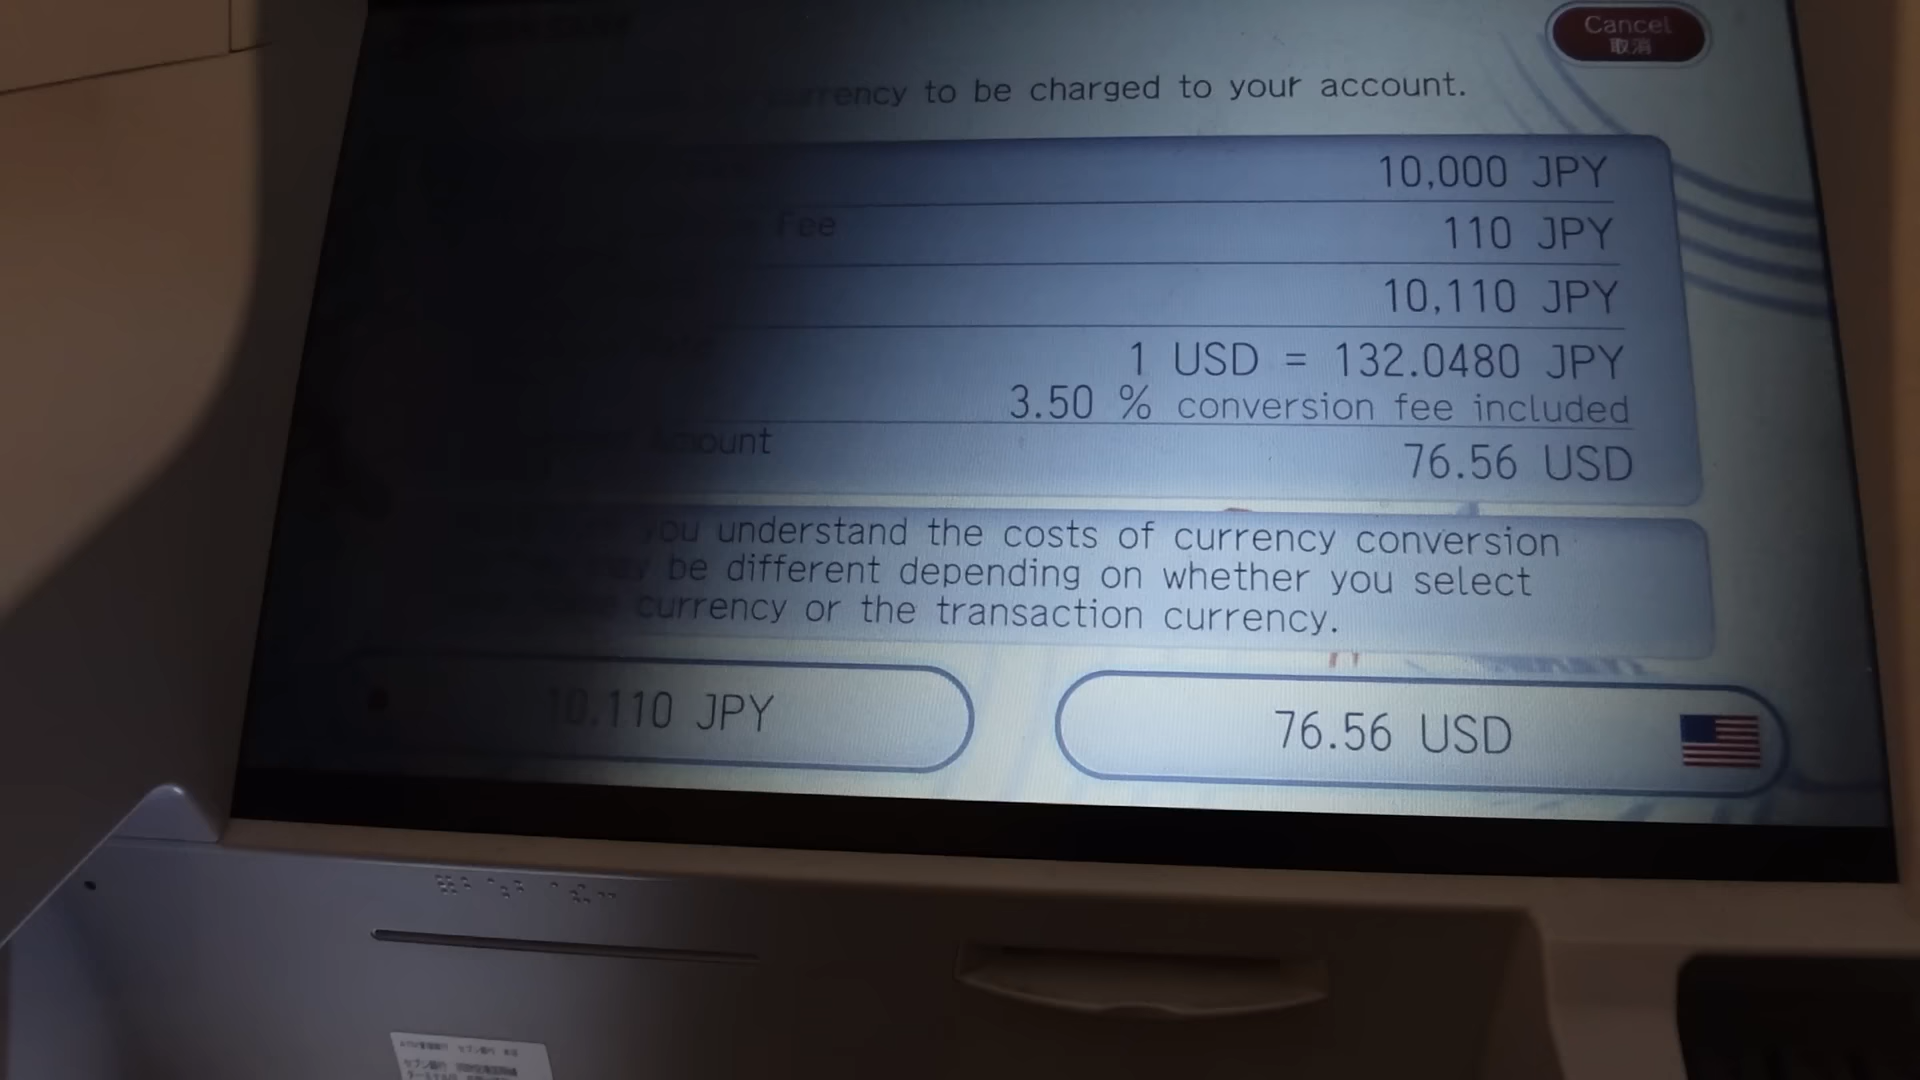 Cancel
取消
currency to be charged to your account.
10,000 JPY
Fee 110 JPY
10,110 JPY
1 USD = 132.0480 JPY
3.50 % conversion fee included
Amount 76.56 USD
you understand the costs of currency conversion
may be different depending on whether you select
currency or the transaction currency.
10,110 JPY
76.56 USD